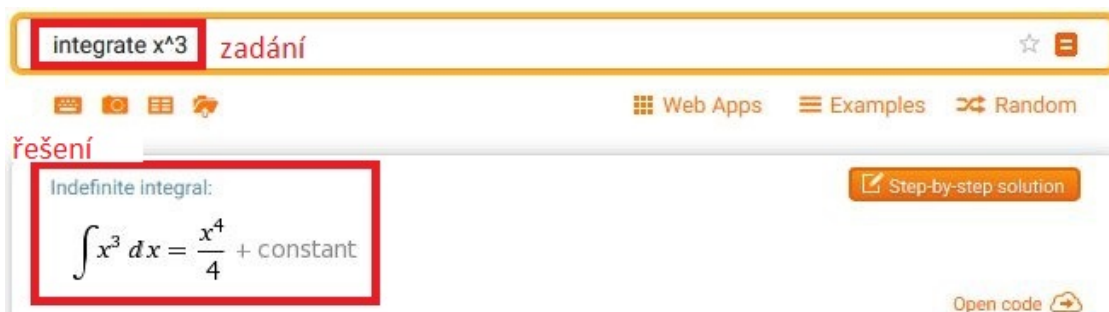 integrate x^3 zadání
Web Apps Examples Random
řešení
Indefinite integral: Step-by-step solution
∫x³ dx = x⁴/4 + constant
Open code